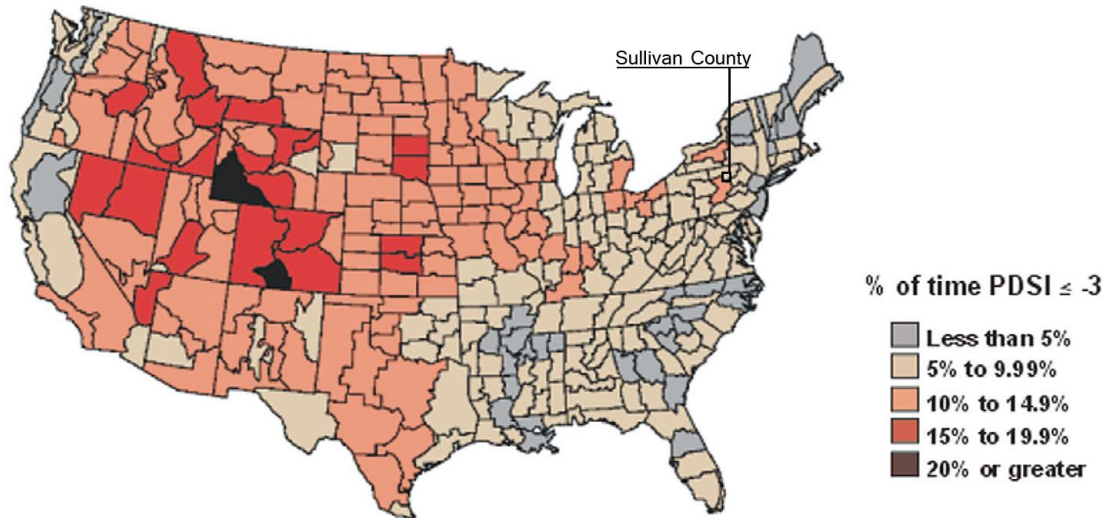 Sullivan County
% of time PDSI ≤ -3
Less than 5%
5% to 9.99%
10% to 14.9%
15% to 19.9%
20% or greater